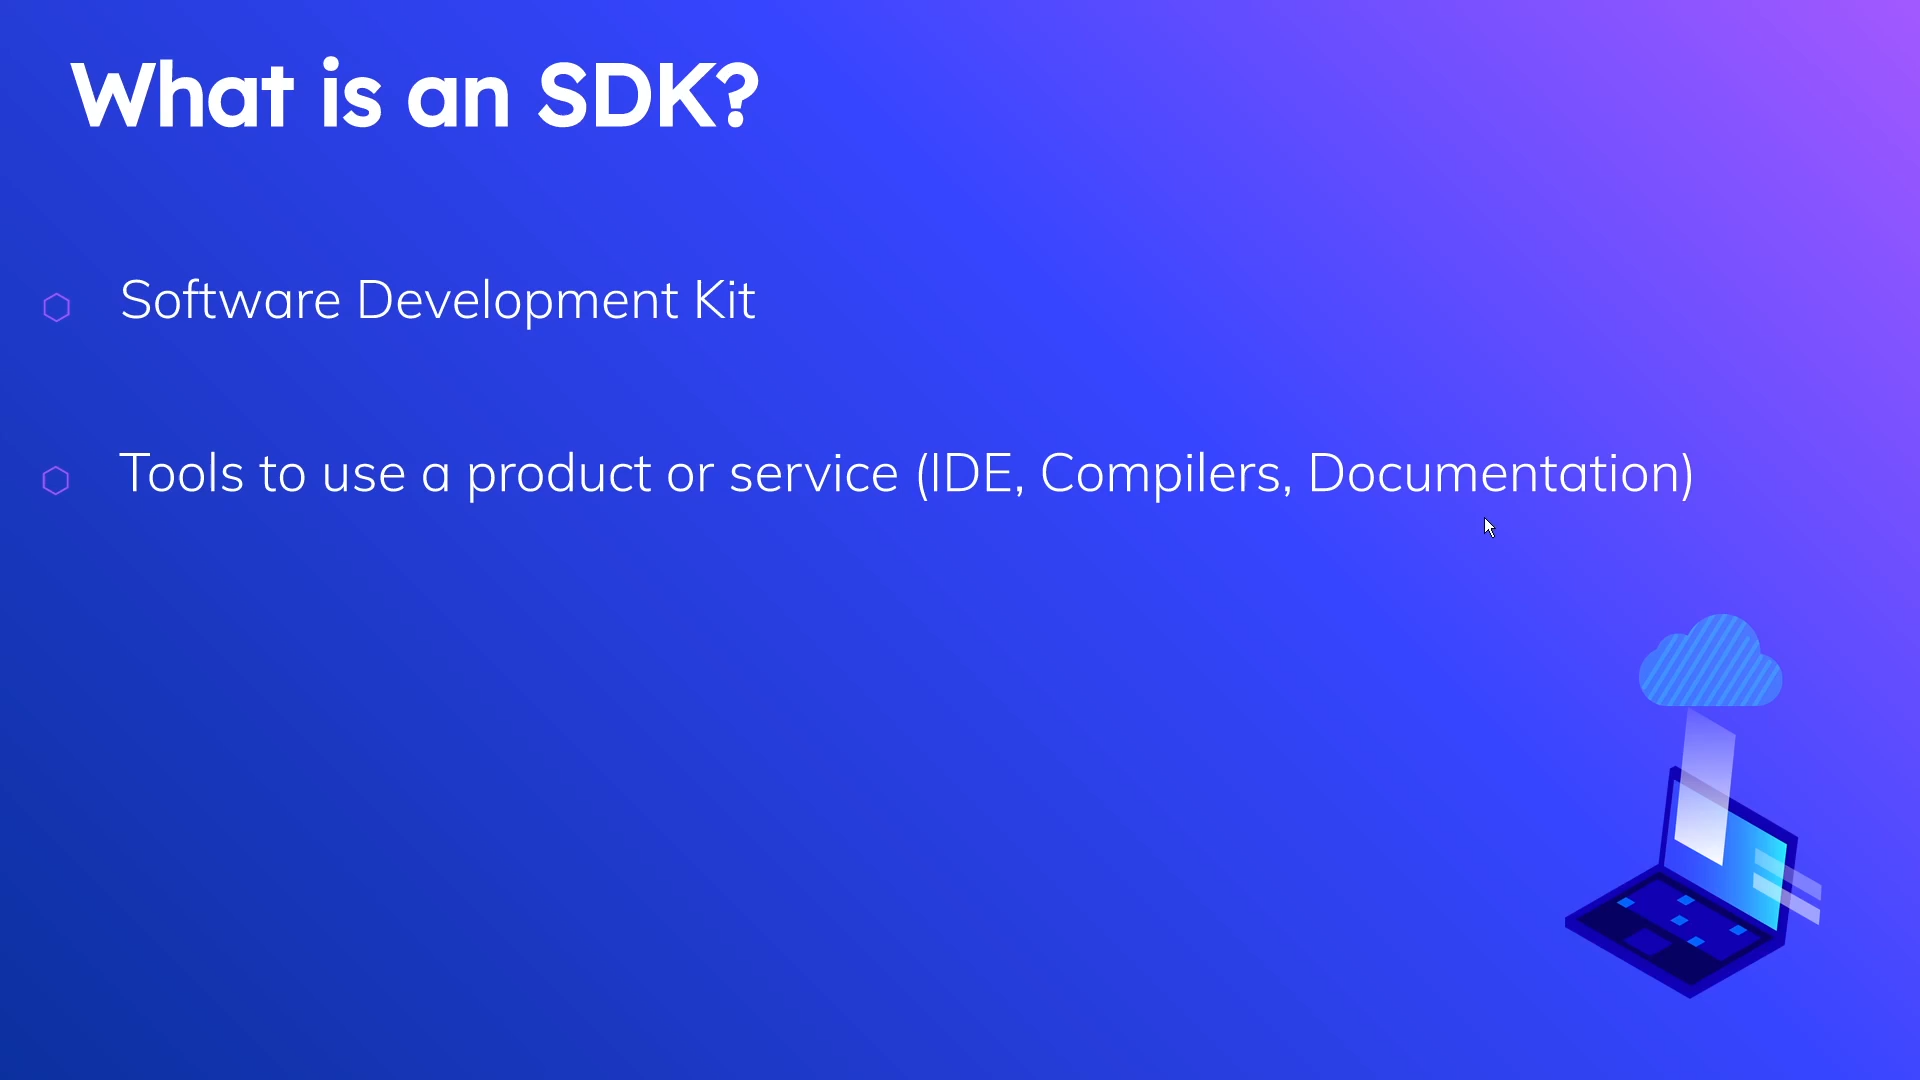 What is an SDK?
Software Development Kit
Tools to use a product or service (IDE, Compilers, Documentation)